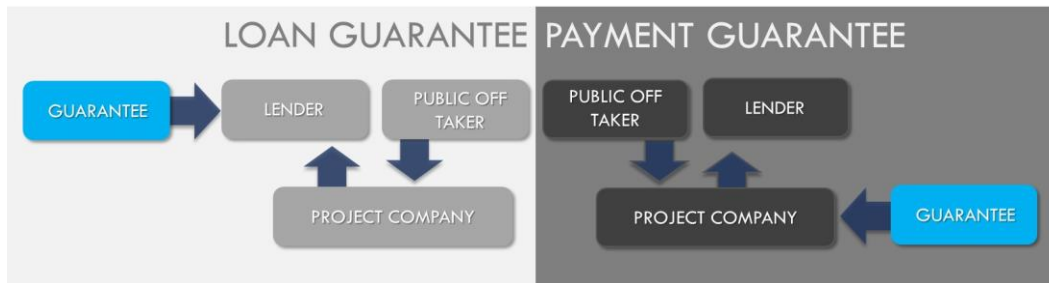 LOAN GUARANTEE
GUARANTEE
LENDER
PUBLIC OFF
TAKER
PROJECT COMPANY
PAYMENT GUARANTEE
PUBLIC OFF
TAKER
LENDER
PROJECT COMPANY
GUARANTEE